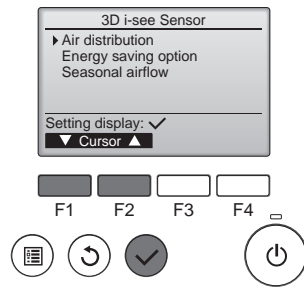 3D i-see Sensor
Air distribution
Energy saving option
Seasonal airflow
Setting display:
Cursor
F1 F2 F3 F4